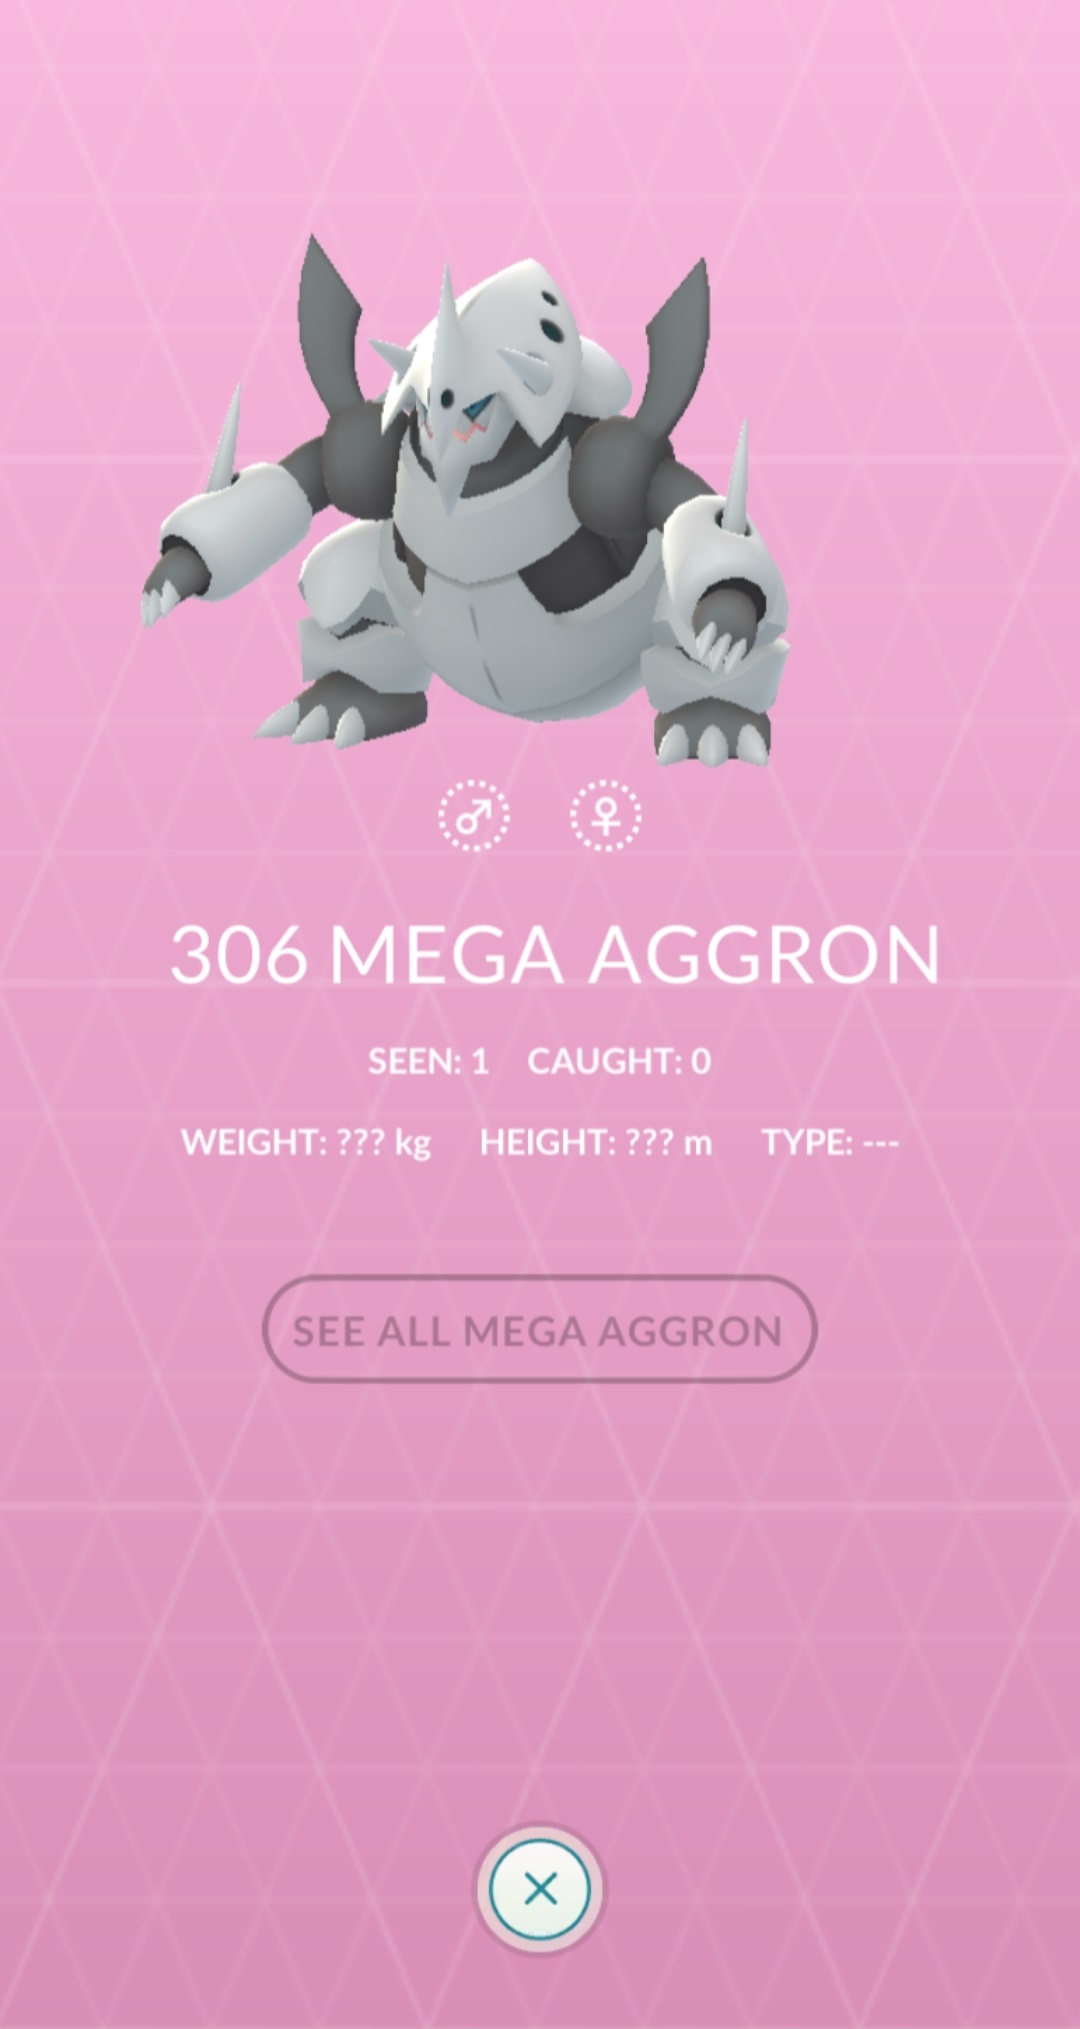 306 MEGA AGGRON
SEEN: 1 CAUGHT: 0
WEIGHT: ??? kg HEIGHT: ??? m TYPE: ---
SEE ALL MEGA AGGRON